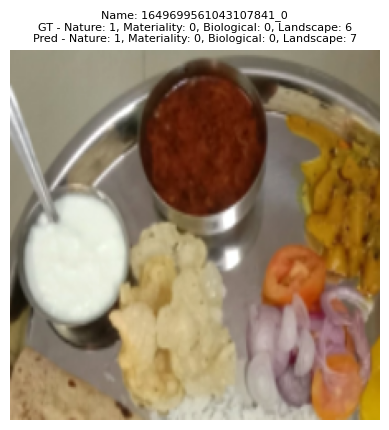 Name: 1649699561043107841_0
GT - Nature: 1, Materiality: 0, Biological: 0, Landscape: 6
Pred - Nature: 1, Materiality: 0, Biological: 0, Landscape: 7